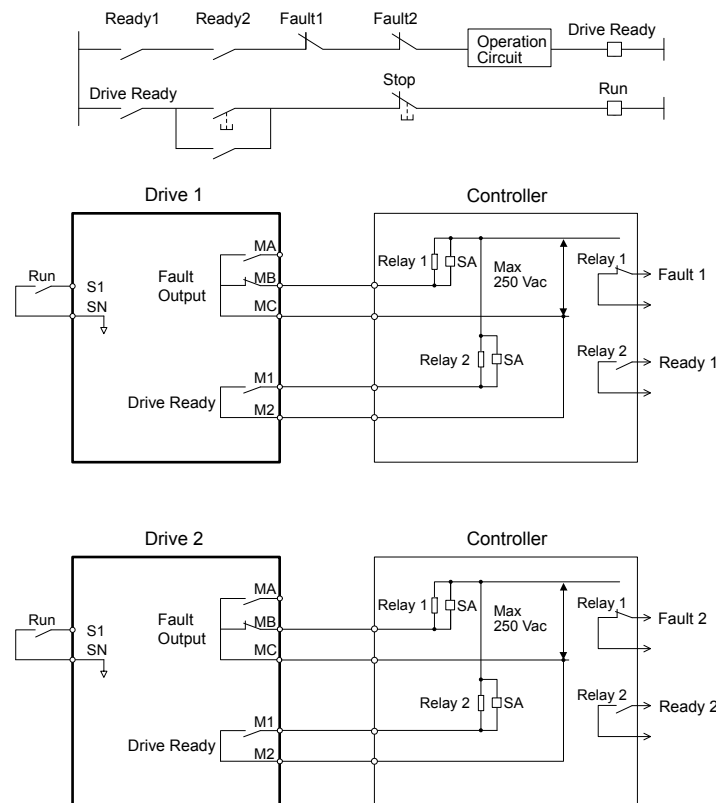 Ready1 Ready2 Fault1 Fault2 Operation Circuit Drive Ready
Drive Ready Stop Run
Drive 1 Controller
MA
Relay 1 SA Max 250 Vac Relay 1 Fault 1
Run S1 Fault Output MB
SN MC
Relay 2 SA Relay 2 Ready 1
Drive Ready M1
M2
Drive 2 Controller
MA
Relay 1 SA Max 250 Vac Relay 1 Fault 2
Run S1 Fault Output MB
SN MC
Relay 2 SA Relay 2 Ready 2
Drive Ready M1
M2